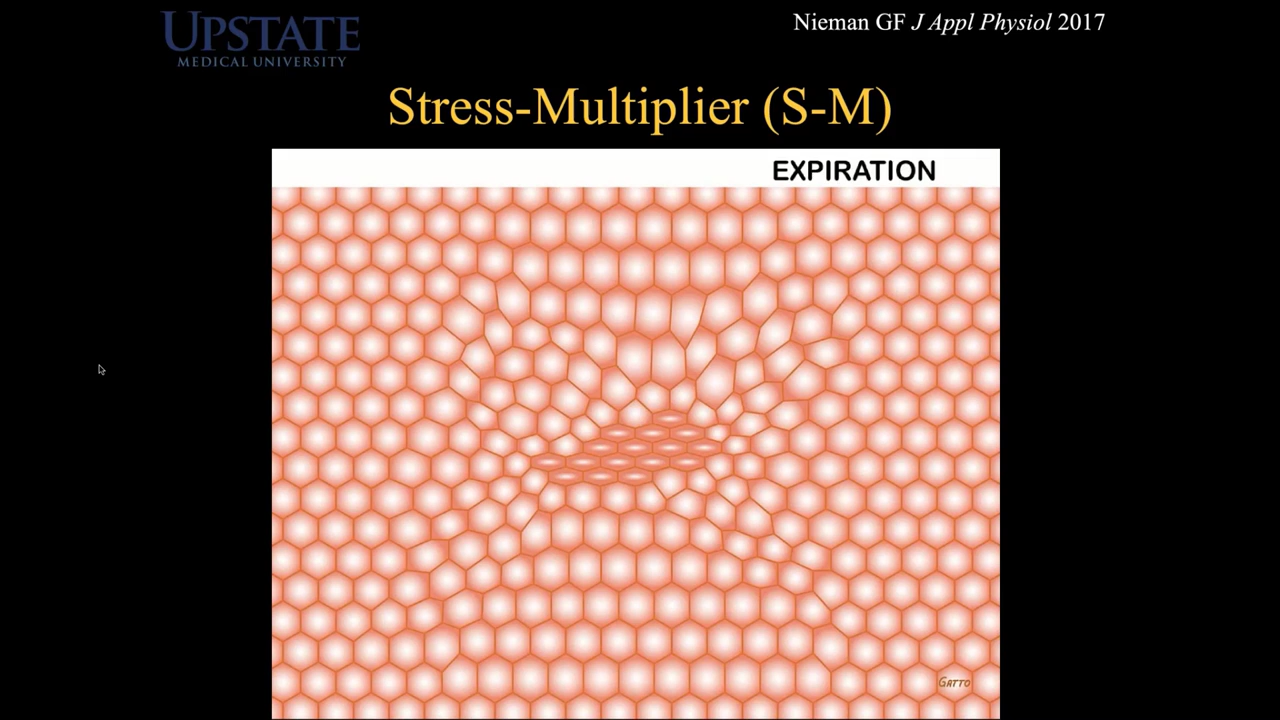 UPSTATE
MEDICAL UNIVERSITY
Nieman GF J Appl Physiol 2017
Stress-Multiplier (S-M)
EXPIRATION
GATTO